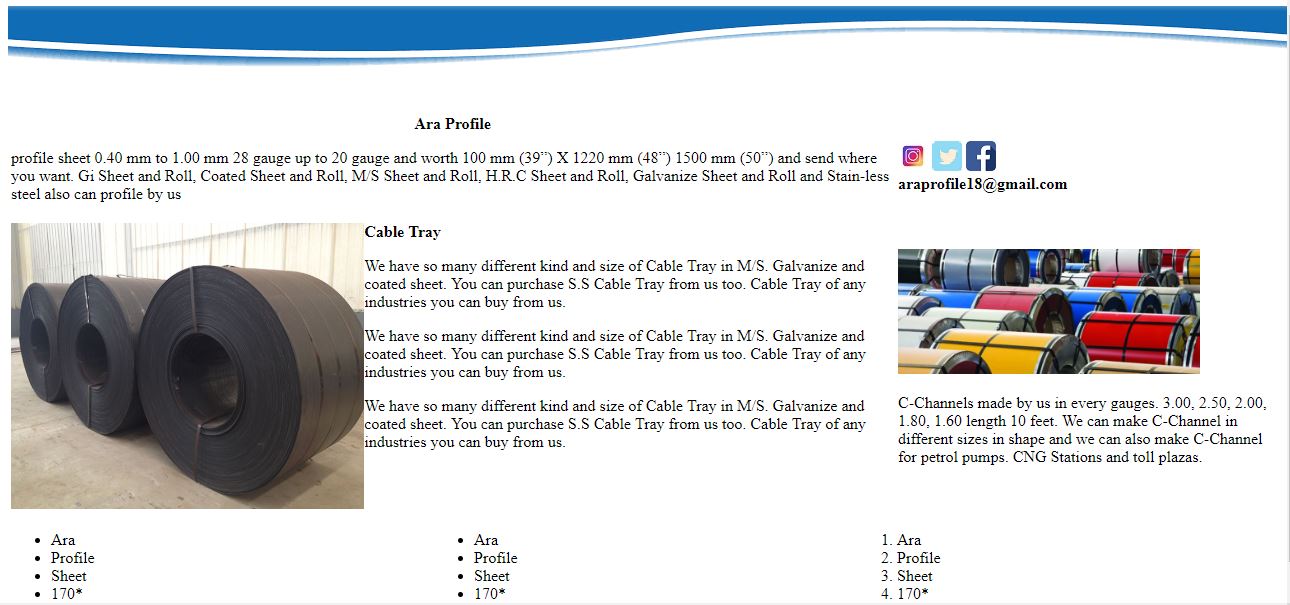 Ara Profile
profile sheet 0.40 mm to 1.00 mm 28 gauge up to 20 gauge and worth 100 mm (39”) X 1220 mm (48”) 1500 mm (50”) and send where
you want. Gi Sheet and Roll, Coated Sheet and Roll, M/S Sheet and Roll, H.R.C Sheet and Roll, Galvanize Sheet and Roll and Stain-less
steel also can profile by us
araprofile18@gmail.com
Cable Tray
We have so many different kind and size of Cable Tray in M/S. Galvanize and
coated sheet. You can purchase S.S Cable Tray from us too. Cable Tray of any
industries you can buy from us.
We have so many different kind and size of Cable Tray in M/S. Galvanize and
coated sheet. You can purchase S.S Cable Tray from us too. Cable Tray of any
industries you can buy from us.
We have so many different kind and size of Cable Tray in M/S. Galvanize and
coated sheet. You can purchase S.S Cable Tray from us too. Cable Tray of any
industries you can buy from us.
C-Channels made by us in every gauges. 3.00, 2.50, 2.00,
1.80, 1.60 length 10 feet. We can make C-Channel in
different sizes in shape and we can also make C-Channel
for petrol pumps. CNG Stations and toll plazas.
• Ara
• Profile
• Sheet
• 170*
• Ara
• Profile
• Sheet
• 170*
1. Ara
2. Profile
3. Sheet
4. 170*